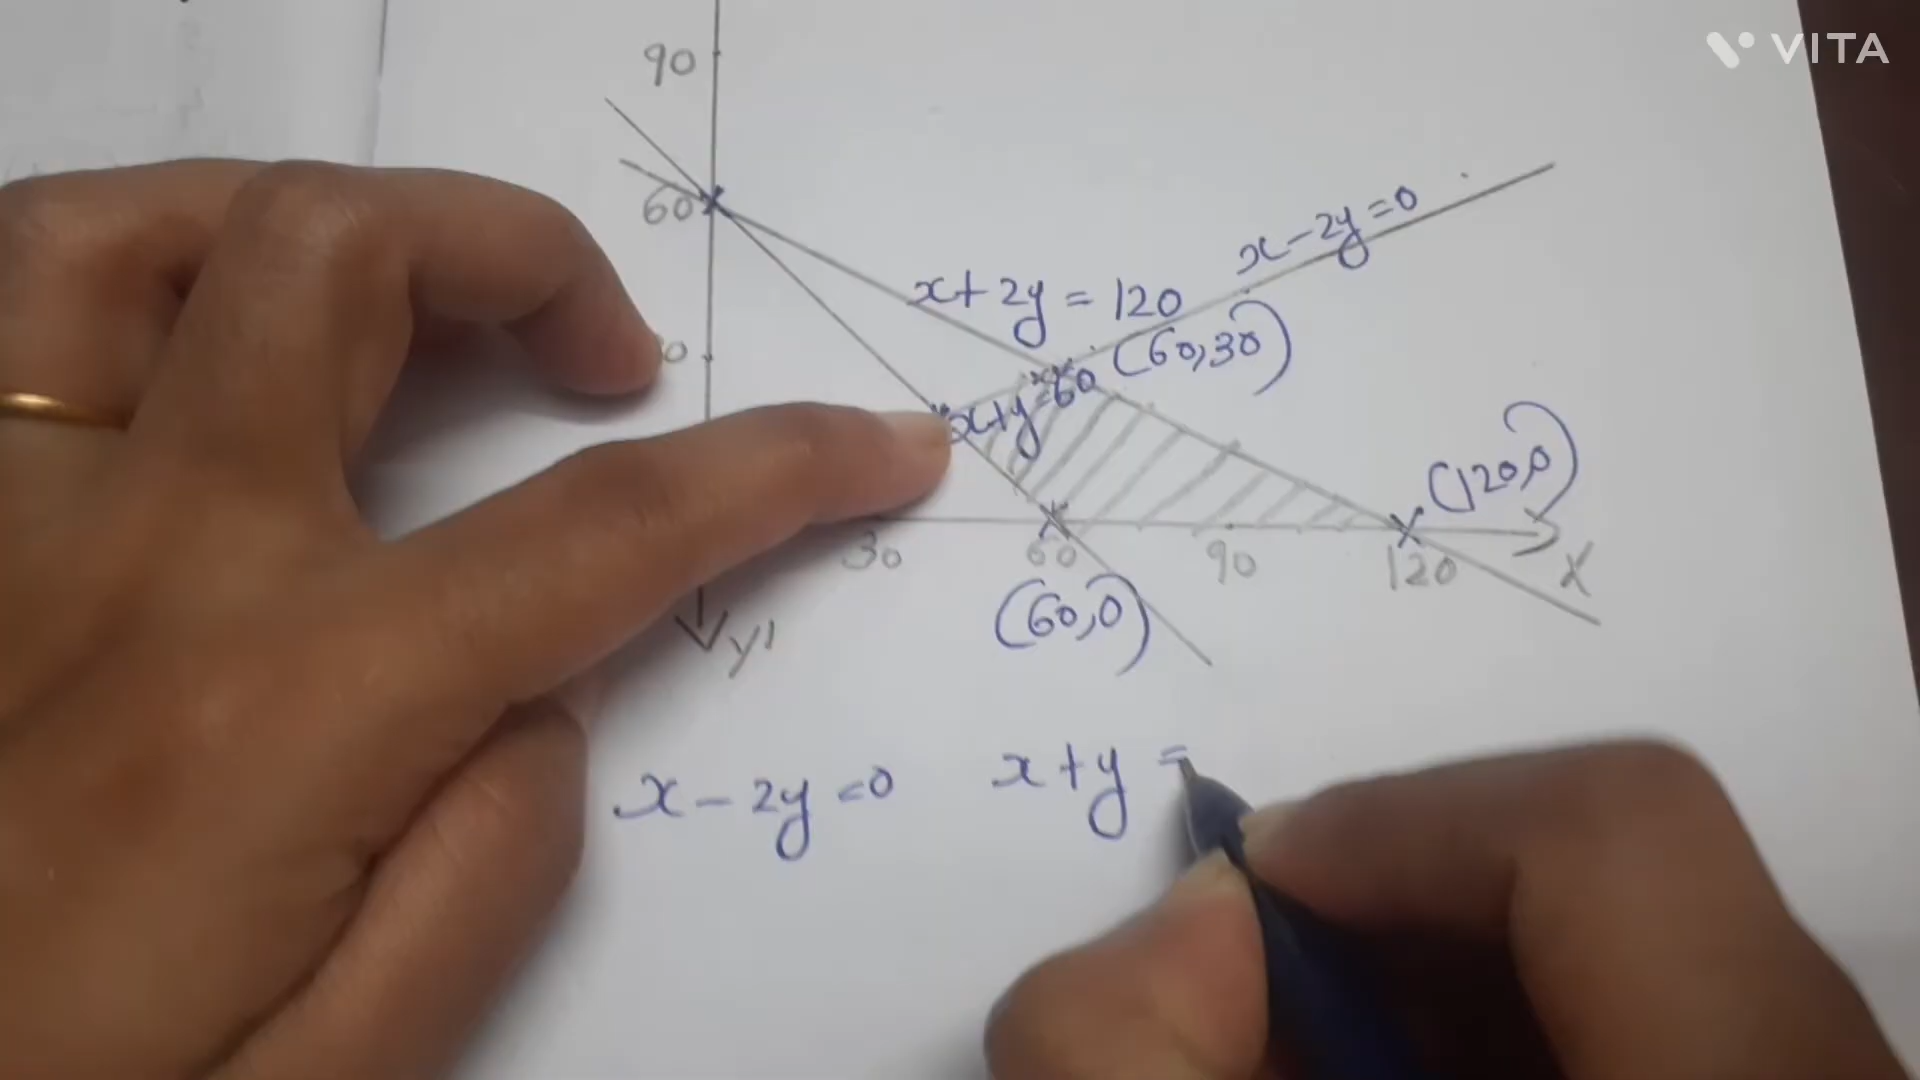 VITA
90
60
x-2y=0
x+2y = 120
(60,30)
0
x+y=60
(120,0)
30
60
90
120
X
(60,0)
Y'
x - 2y =0
x+y =